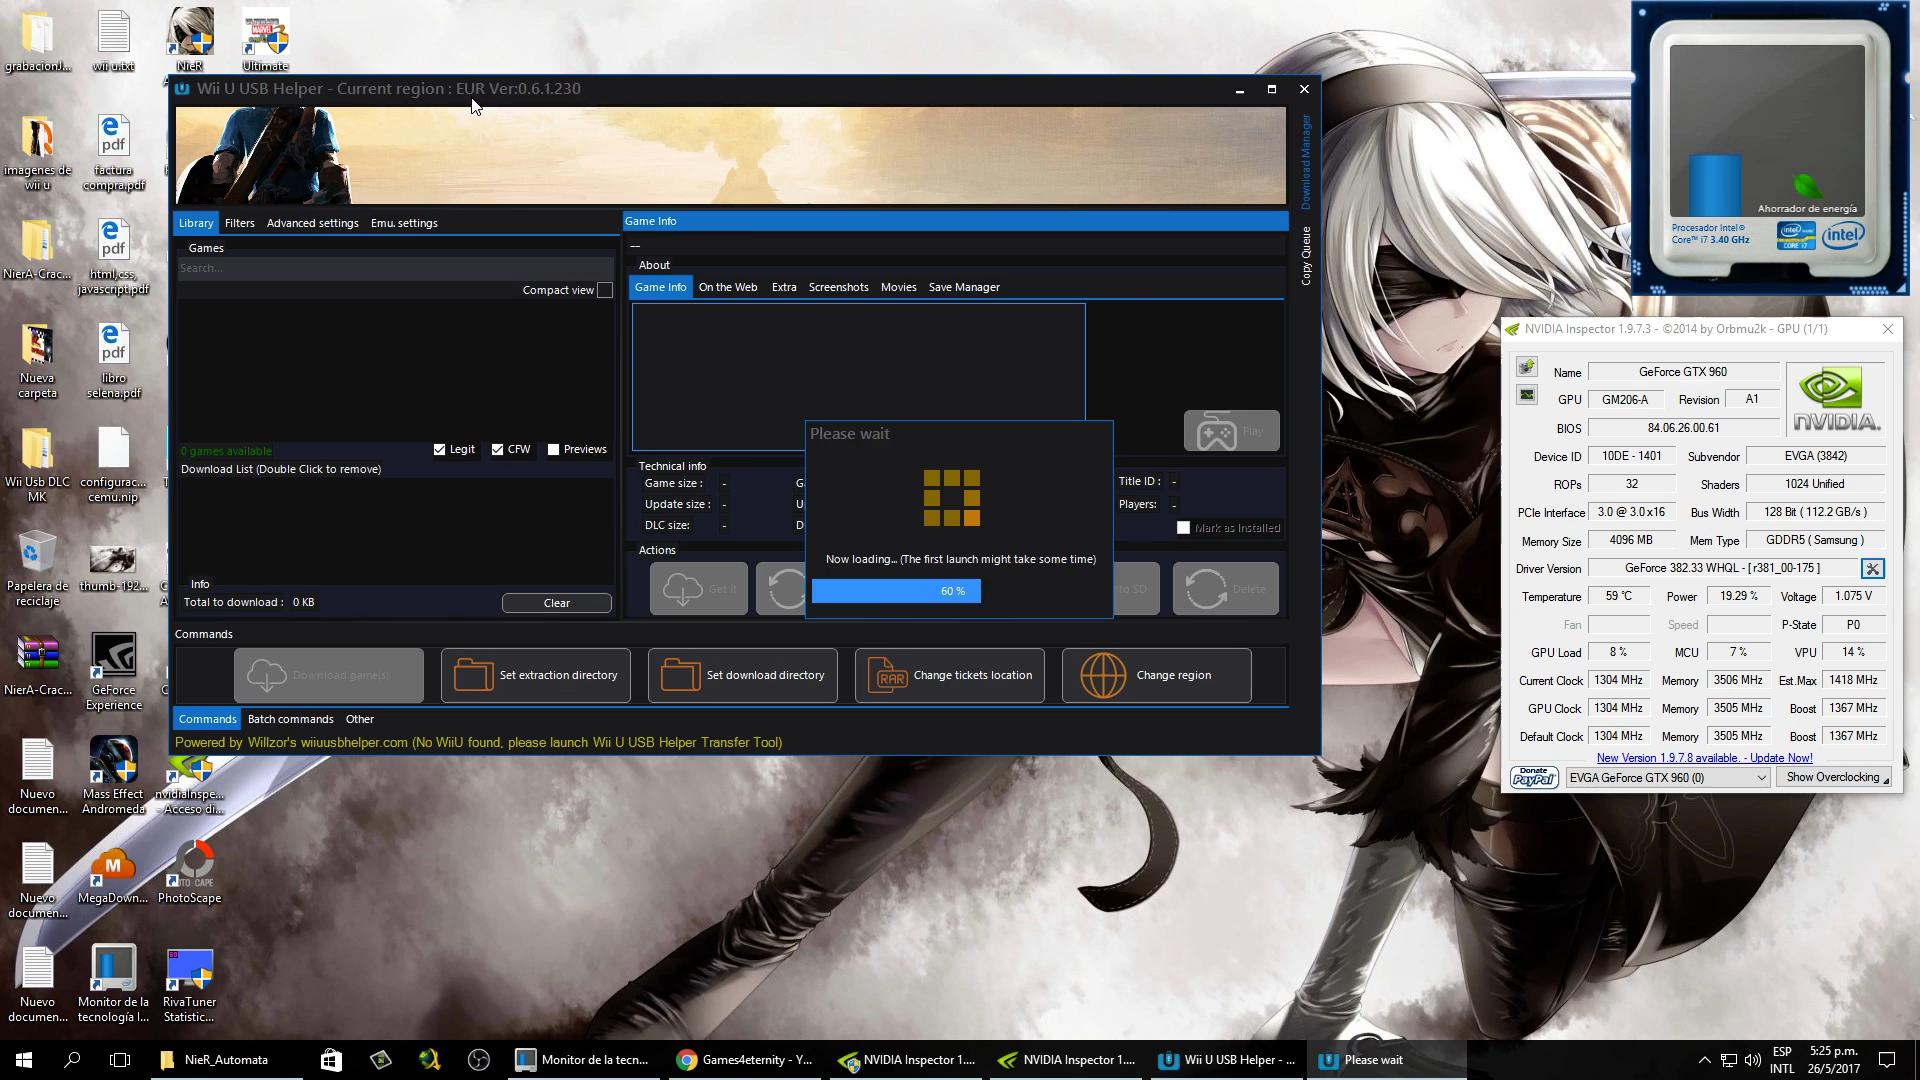 grabacionJ...
wii u.txt
NieR
Ultimate
imagenes de
wii u
factura
compra.pdf
NierA-Crac...
html,css,
javascript.pdf
Nueva
carpeta
libro
selena.pdf
Wii Usb DLC
MK
configurac...
cemu.nip
Papelera de
reciclaje
thumb-192...
NierA-Crac...
GeForce
Experience
Nuevo
documen...
Mass Effect
Andromeda
nvidiaInspe...
- Acceso di...
Nuevo
documen...
MegaDown...
PhotoScape
Nuevo
documen...
Monitor de la
tecnología I...
RivaTuner
Statistic...
Wii U USB Helper - Current region : EUR Ver:0.6.1.230
Download Manager
Copy Queue
Library
Filters
Advanced settings
Emu. settings
Games
Search...
Compact view
0 games available
Legit
CFW
Previews
Download List (Double Click to remove)
Info
Total to download : 0 KB
Clear
Game Info
--
About
Game Info
On the Web
Extra
Screenshots
Movies
Save Manager
Play
Technical info
Game size : -
Update size : -
DLC size: -
Title ID : -
Players: -
Mark as Installed
Actions
Get it
to SD
Delete
Please wait
Now loading... (The first launch might take some time)
60 %
Commands
Download game(s)
Set extraction directory
Set download directory
RAR
Change tickets location
Change region
Commands
Batch commands
Other
Powered by Willzor's wiiuusbhelper.com (No WiiU found, please launch Wii U USB Helper Transfer Tool)
Ahorrador de energía
Procesador Intel®
Core™ i7 3.40 GHz
intel
CORE i7
intel
NVIDIA Inspector 1.9.7.3 - ©2014 by Orbmu2k - GPU (1/1)
Name GeForce GTX 960
GPU GM206-A Revision A1
BIOS 84.06.26.00.61
NVIDIA.
Device ID 10DE - 1401 Subvendor EVGA (3842)
ROPs 32 Shaders 1024 Unified
PCIe Interface 3.0 @ 3.0 x16 Bus Width 128 Bit ( 112.2 GB/s )
Memory Size 4096 MB Mem Type GDDR5 ( Samsung )
Driver Version GeForce 382.33 WHQL - [ r381_00-175 ]
Temperature 59 °C Power 19.29 % Voltage 1.075 V
Fan Speed P-State P0
GPU Load 8 % MCU 7 % VPU 14 %
Current Clock 1304 MHz Memory 3506 MHz Est.Max 1418 MHz
GPU Clock 1304 MHz Memory 3505 MHz Boost 1367 MHz
Default Clock 1304 MHz Memory 3505 MHz Boost 1367 MHz
New Version 1.9.7.8 available. - Update Now!
Donate
PayPal
EVGA GeForce GTX 960 (0)
Show Overclocking
NieR_Automata
Monitor de la tecn...
Games4eternity - Y...
NVIDIA Inspector 1....
NVIDIA Inspector 1....
Wii U USB Helper - ...
Please wait
ESP
INTL
5:25 p.m.
26/5/2017